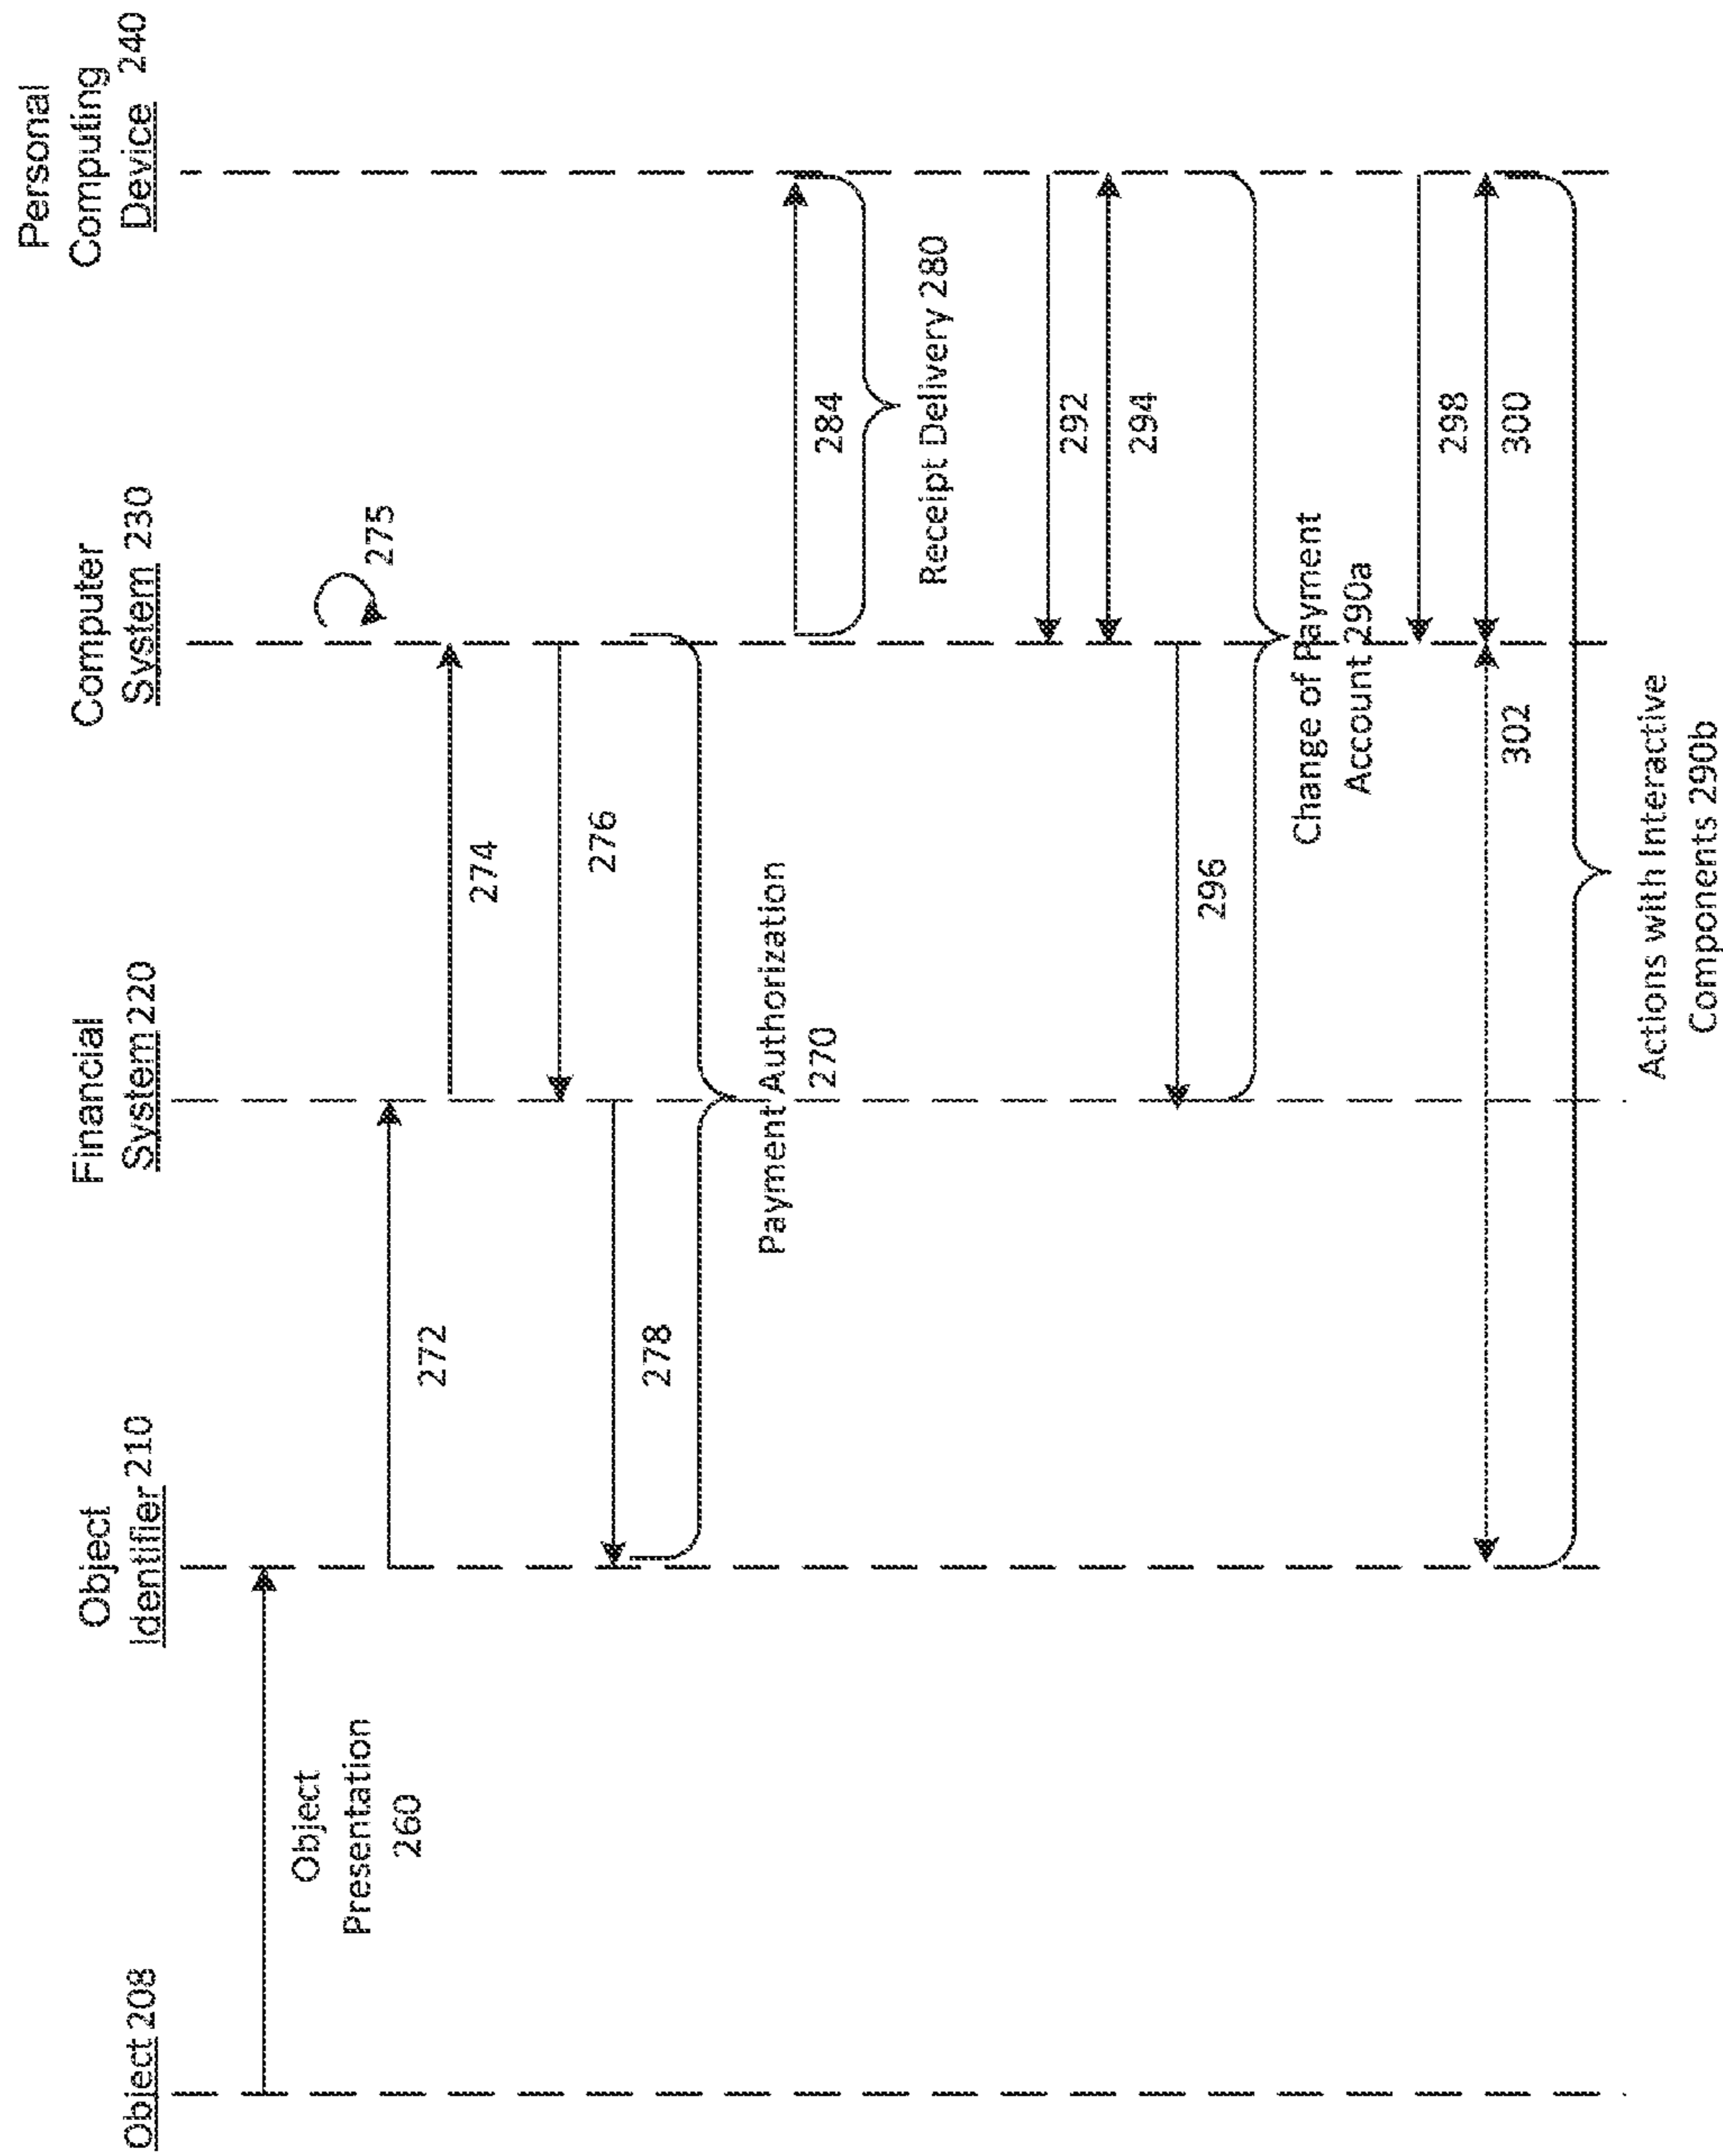 Object 208
Object
Identifier 210
Financial
System 220
Computer
System 230
Personal
Computing
Device 240
Object
Presentation
260
272
274
275
276
278
Payment Authorization
270
284
Receipt Delivery 280
292
294
296
Change of Payment
Account 290a
298
300
302
Actions with Interactive
Components 290b